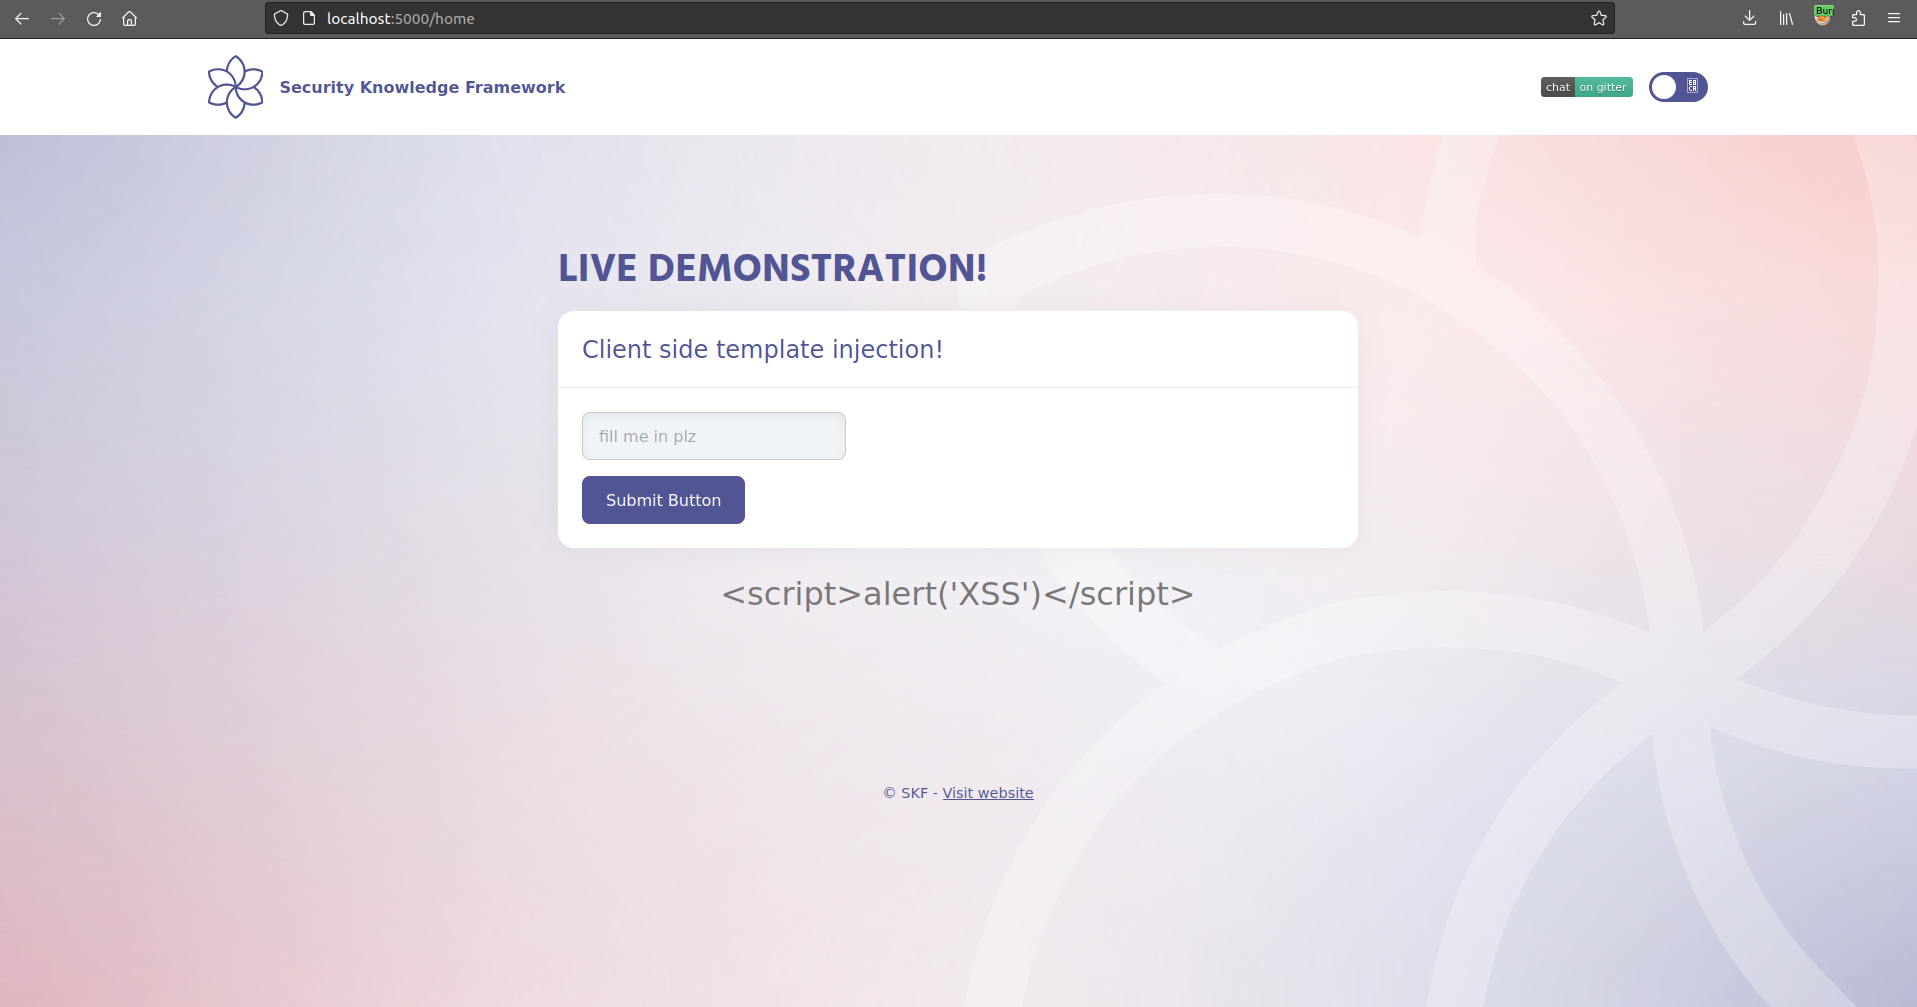 localhost:5000/home
Bur
Security Knowledge Framework
chat on gitter
LIVE DEMONSTRATION!
Client side template injection!
fill me in plz
Submit Button
<script>alert('XSS')</script>
© SKF - Visit website